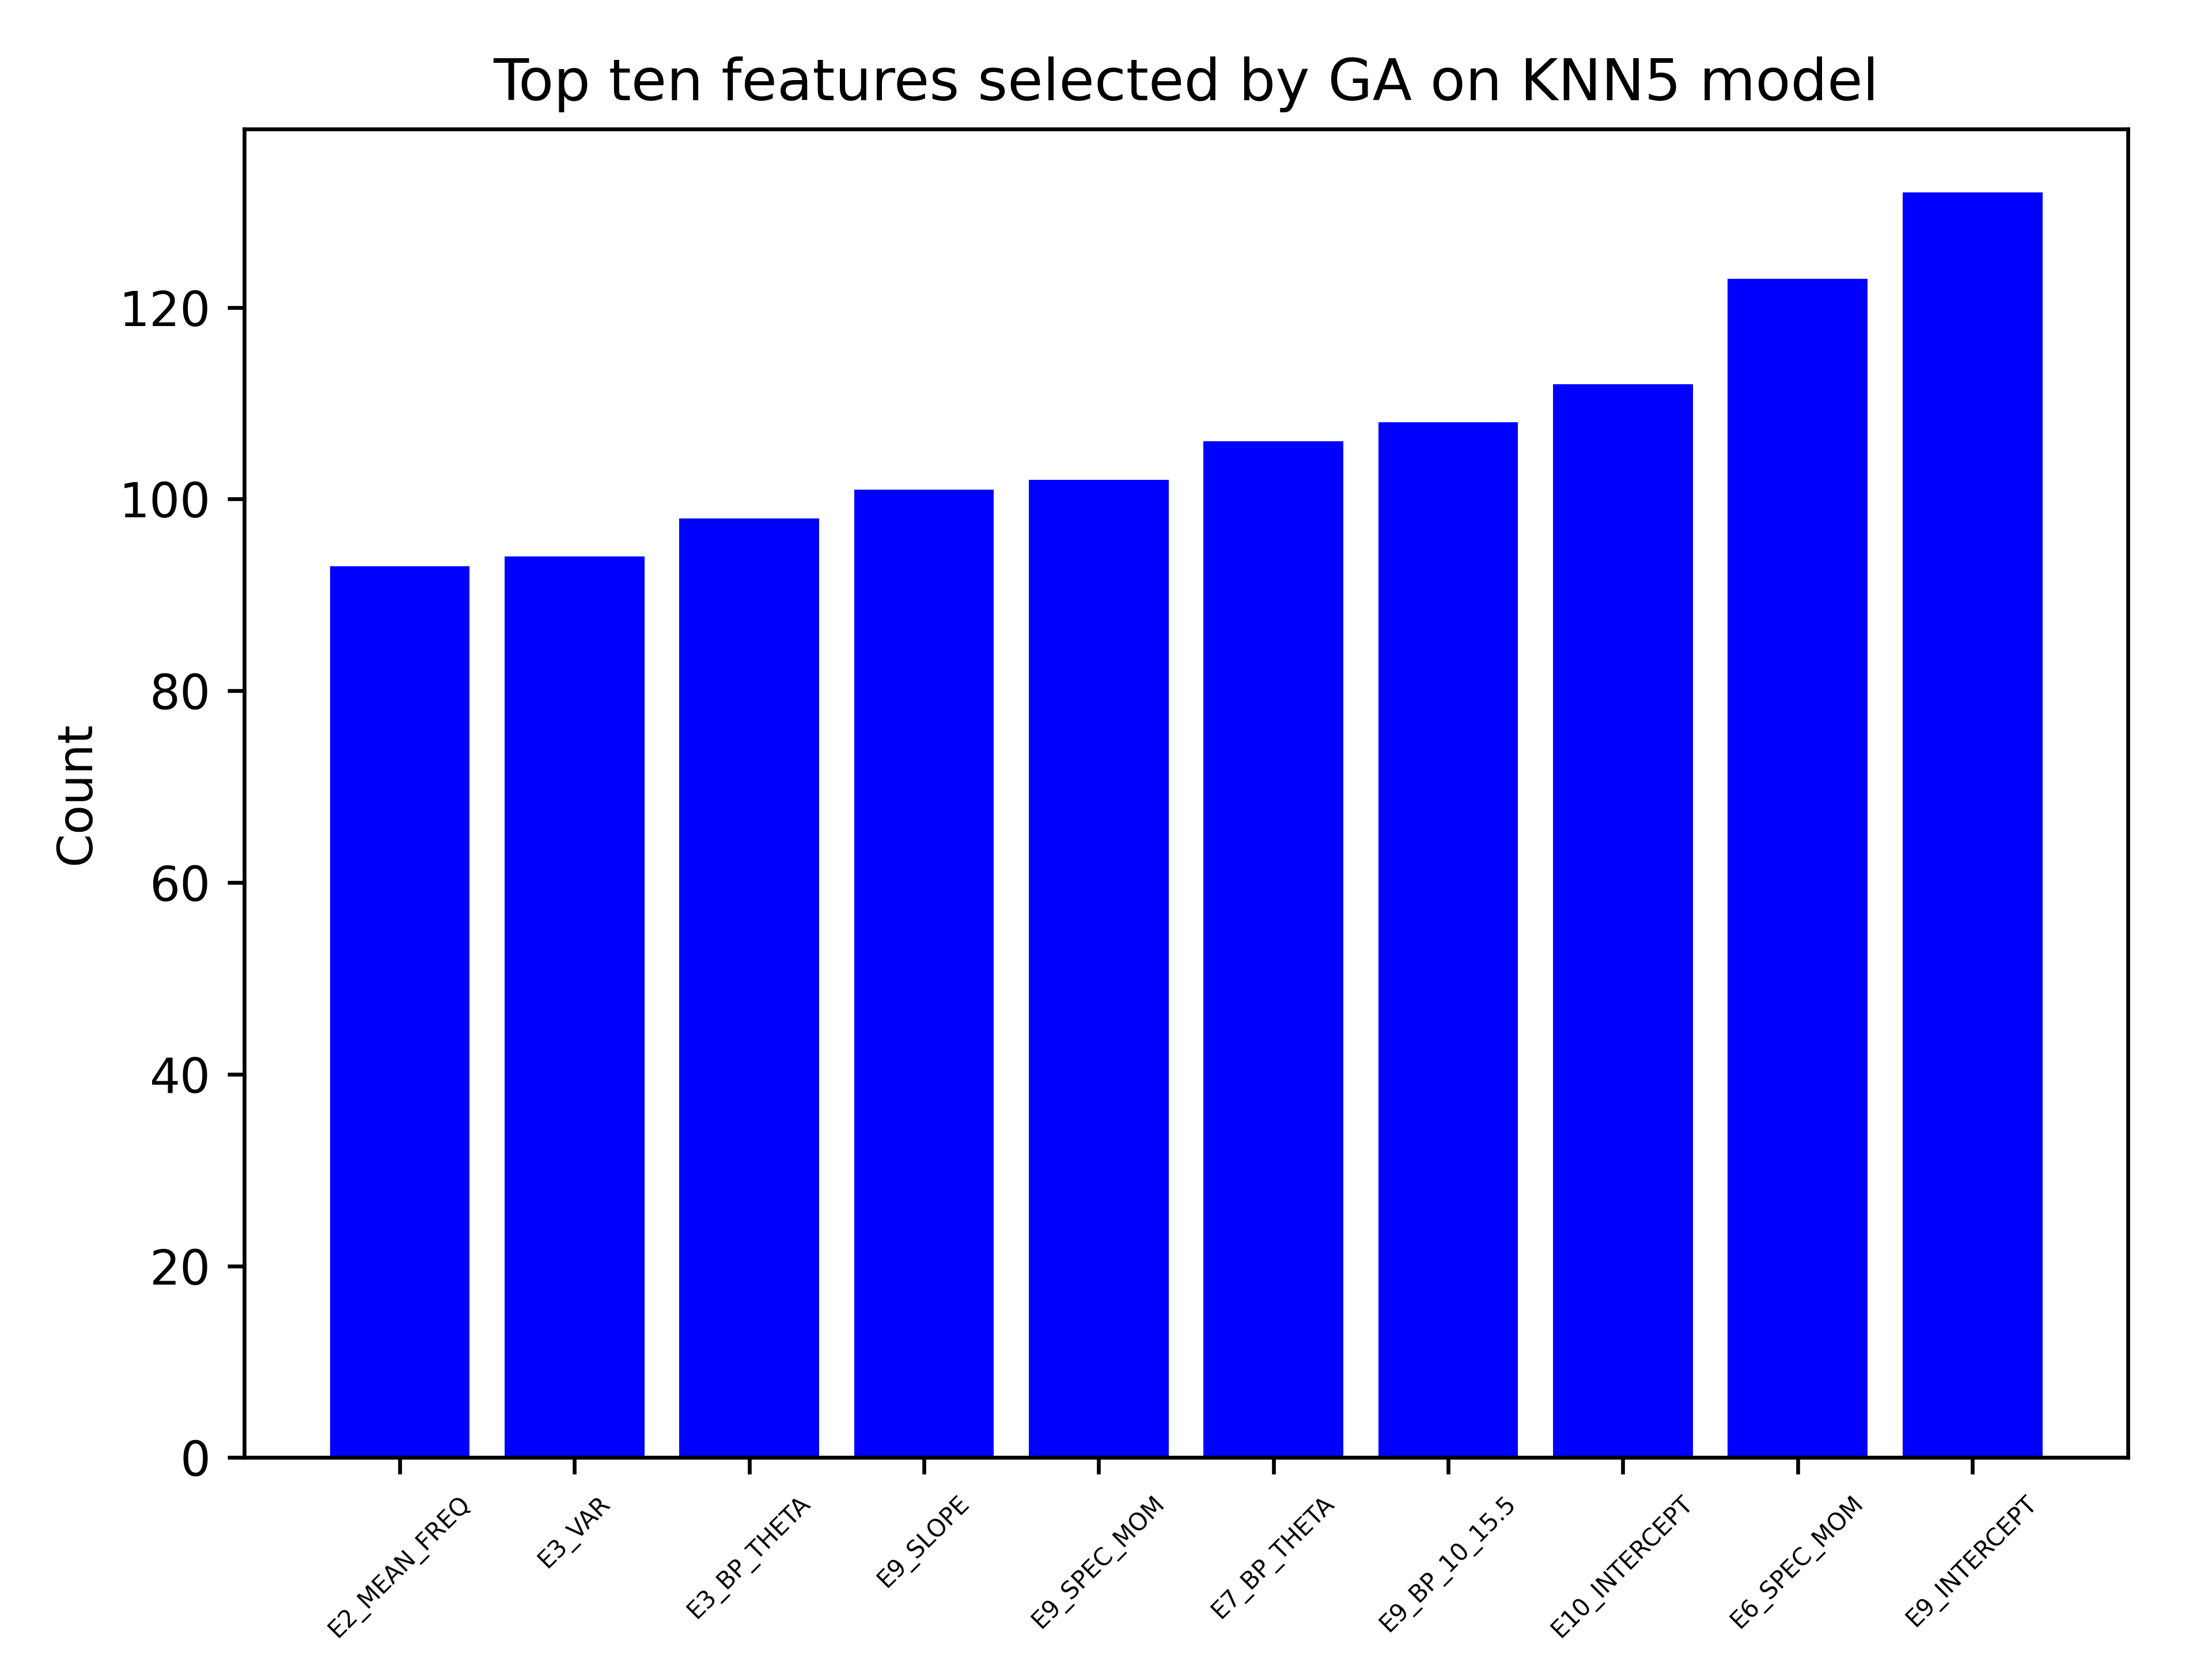 Top ten features selected by GA on KNN5 model
Count
120
100
80
60
40
20
0
E2_MEAN_FREQ
E3_VAR
E3_BP_THETA
E9_SLOPE
E9_SPEC_MOM
E7_BP_THETA
E9_BP_10_15.5
E10_INTERCEPT
E6_SPEC_MOM
E9_INTERCEPT